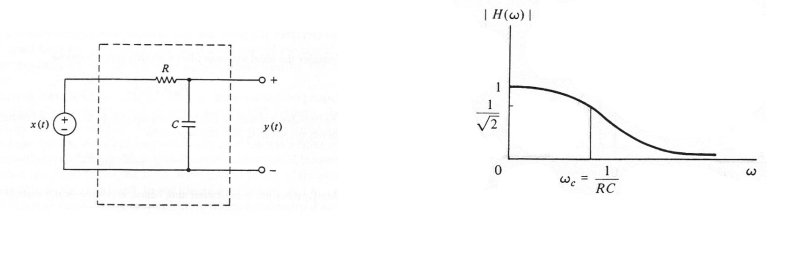 R
+
x(t)
+
−
C
y(t)
−
| H(ω) |
1
1
√2
0
ω_c = 1
RC
ω